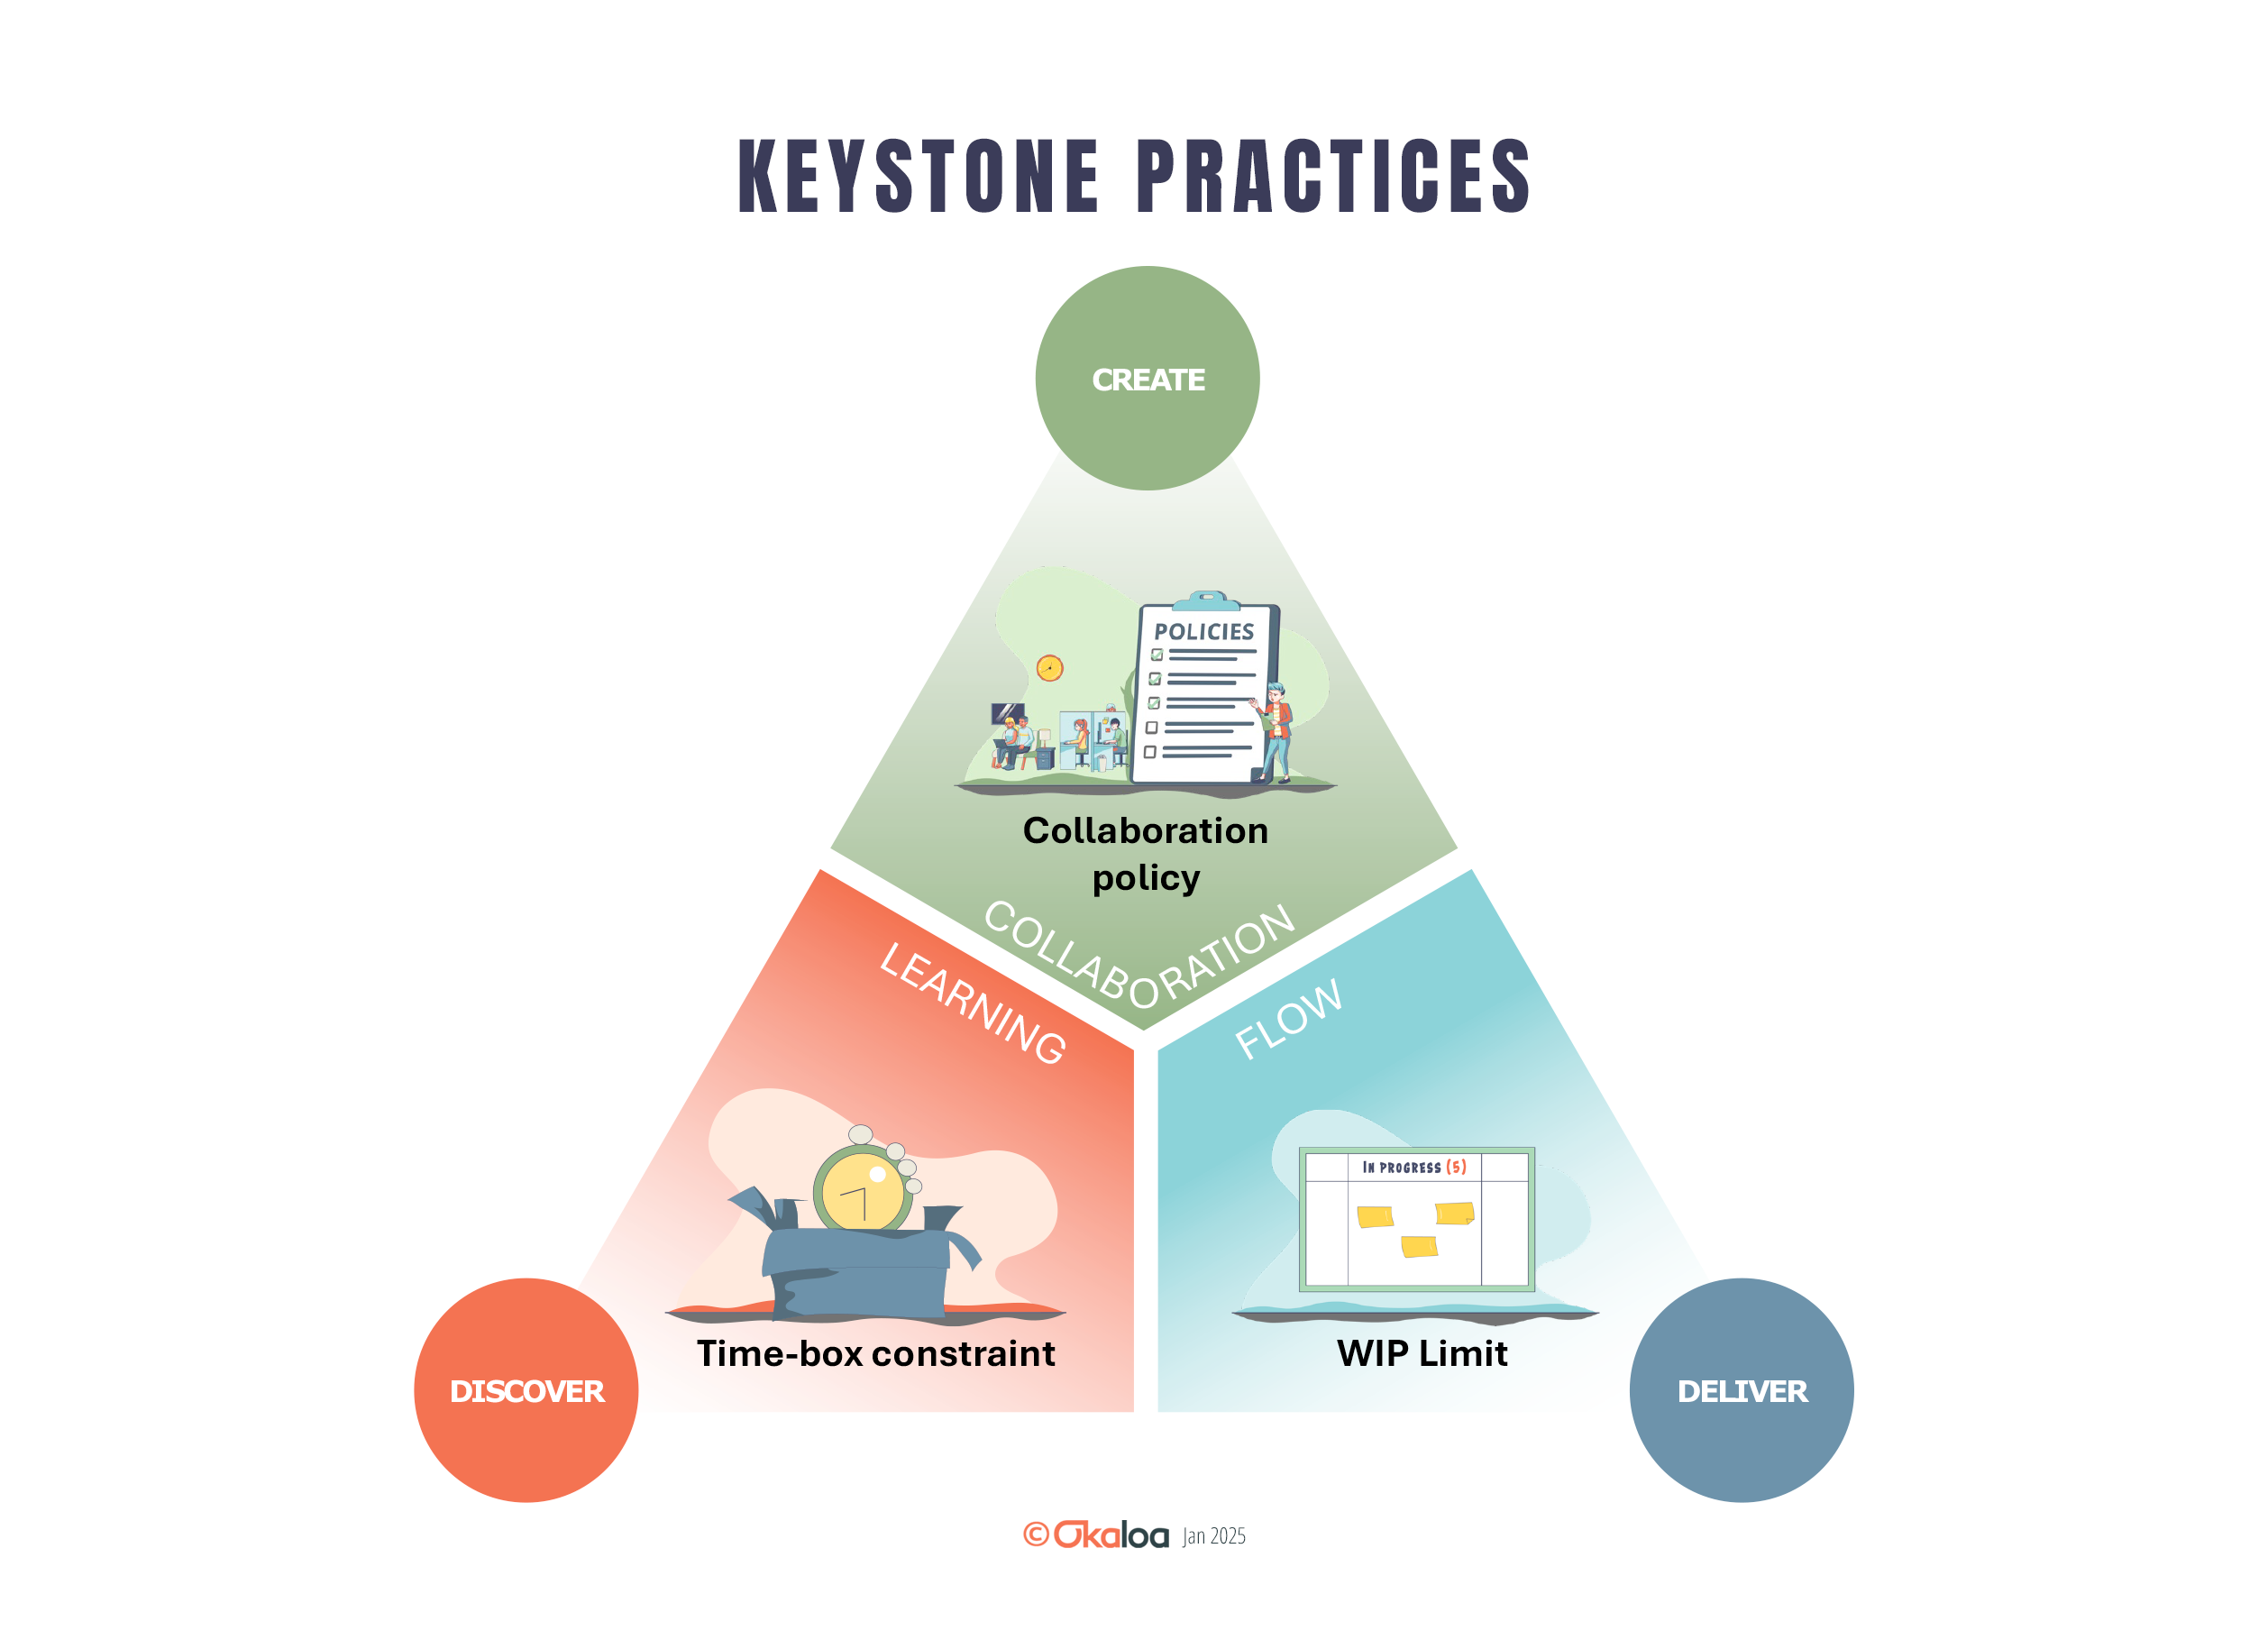 KEYSTONE PRACTICES
CREATE
POLICIES
Collaboration
policy
COLLABORATION
LEARNING
FLOW
IN PROGRESS (5)
Time-box constraint
WIP Limit
DISCOVER
DELIVER
© Okaloa Jan 2025